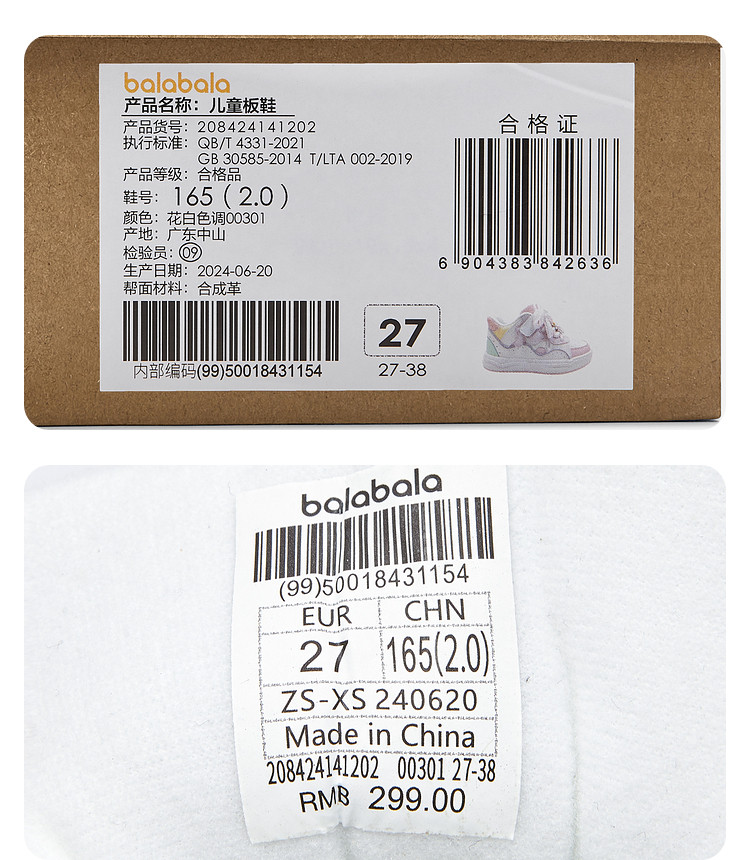 balabala
产品名称：儿童板鞋
产品货号：208424141202
执行标准：QB/T 4331-2021
GB 30585-2014 T/LTA 002-2019
产品等级：合格品
鞋号：165（2.0）
颜色：花白色调00301
产地：广东中山
检验员：09
生产日期：2024-06-20
帮面材料：合成革
内部编码(99)50018431154
合格证
6 904383 842636
27
27-38
balabala
(99)50018431154
EUR CHN
27 165(2.0)
ZS-XS 240620
Made in China
208424141202 00301 27-38
RMB 299.00